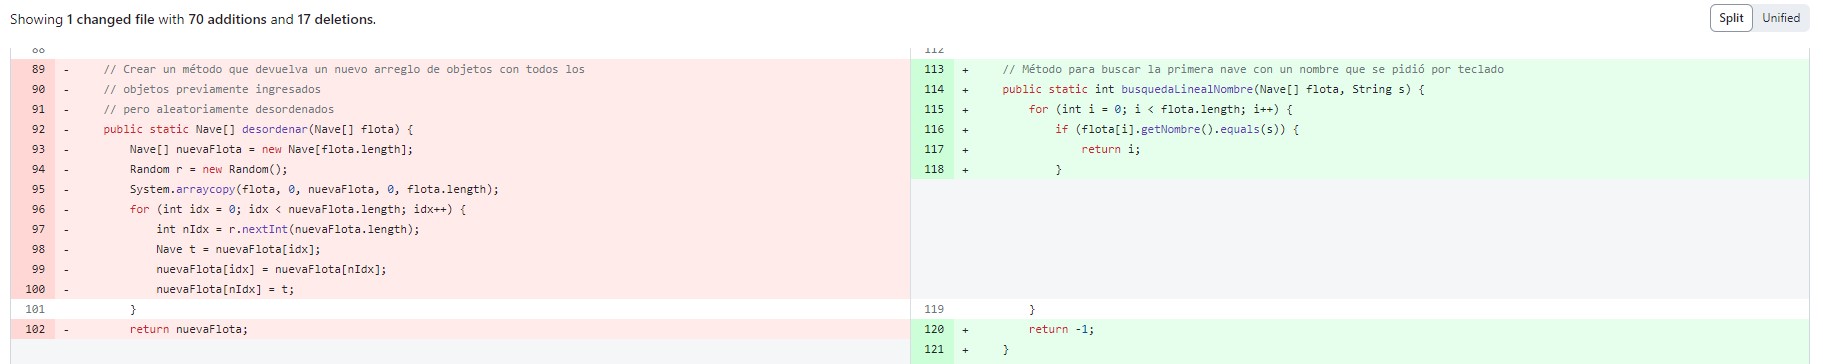 Showing 1 changed file with 70 additions and 17 deletions.
Split Unified
89 - // Crear un método que devuelva un nuevo arreglo de objetos con todos los
90 - // objetos previamente ingresados
91 - // pero aleatoriamente desordenados
92 - public static Nave[] desordenar(Nave[] flota) {
93 - Nave[] nuevaFlota = new Nave[flota.length];
94 - Random r = new Random();
95 - System.arraycopy(flota, 0, nuevaFlota, 0, flota.length);
96 - for (int idx = 0; idx < nuevaFlota.length; idx++) {
97 - int nIdx = r.nextInt(nuevaFlota.length);
98 - Nave t = nuevaFlota[idx];
99 - nuevaFlota[idx] = nuevaFlota[nIdx];
100 - nuevaFlota[nIdx] = t;
101 }
102 - return nuevaFlota;
112
113 + // Método para buscar la primera nave con un nombre que se pidió por teclado
114 + public static int busquedaLinealNombre(Nave[] flota, String s) {
115 + for (int i = 0; i < flota.length; i++) {
116 + if (flota[i].getNombre().equals(s)) {
117 + return i;
118 + }
119 }
120 + return -1;
121 + }